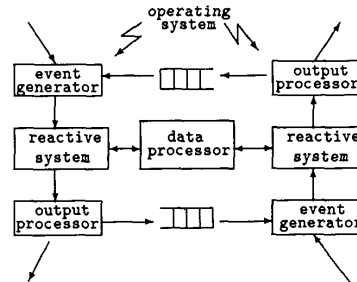 operating
system
event
generator
output
processor
reactive
system
data
processor
reactive
system
output
processor
event
generator